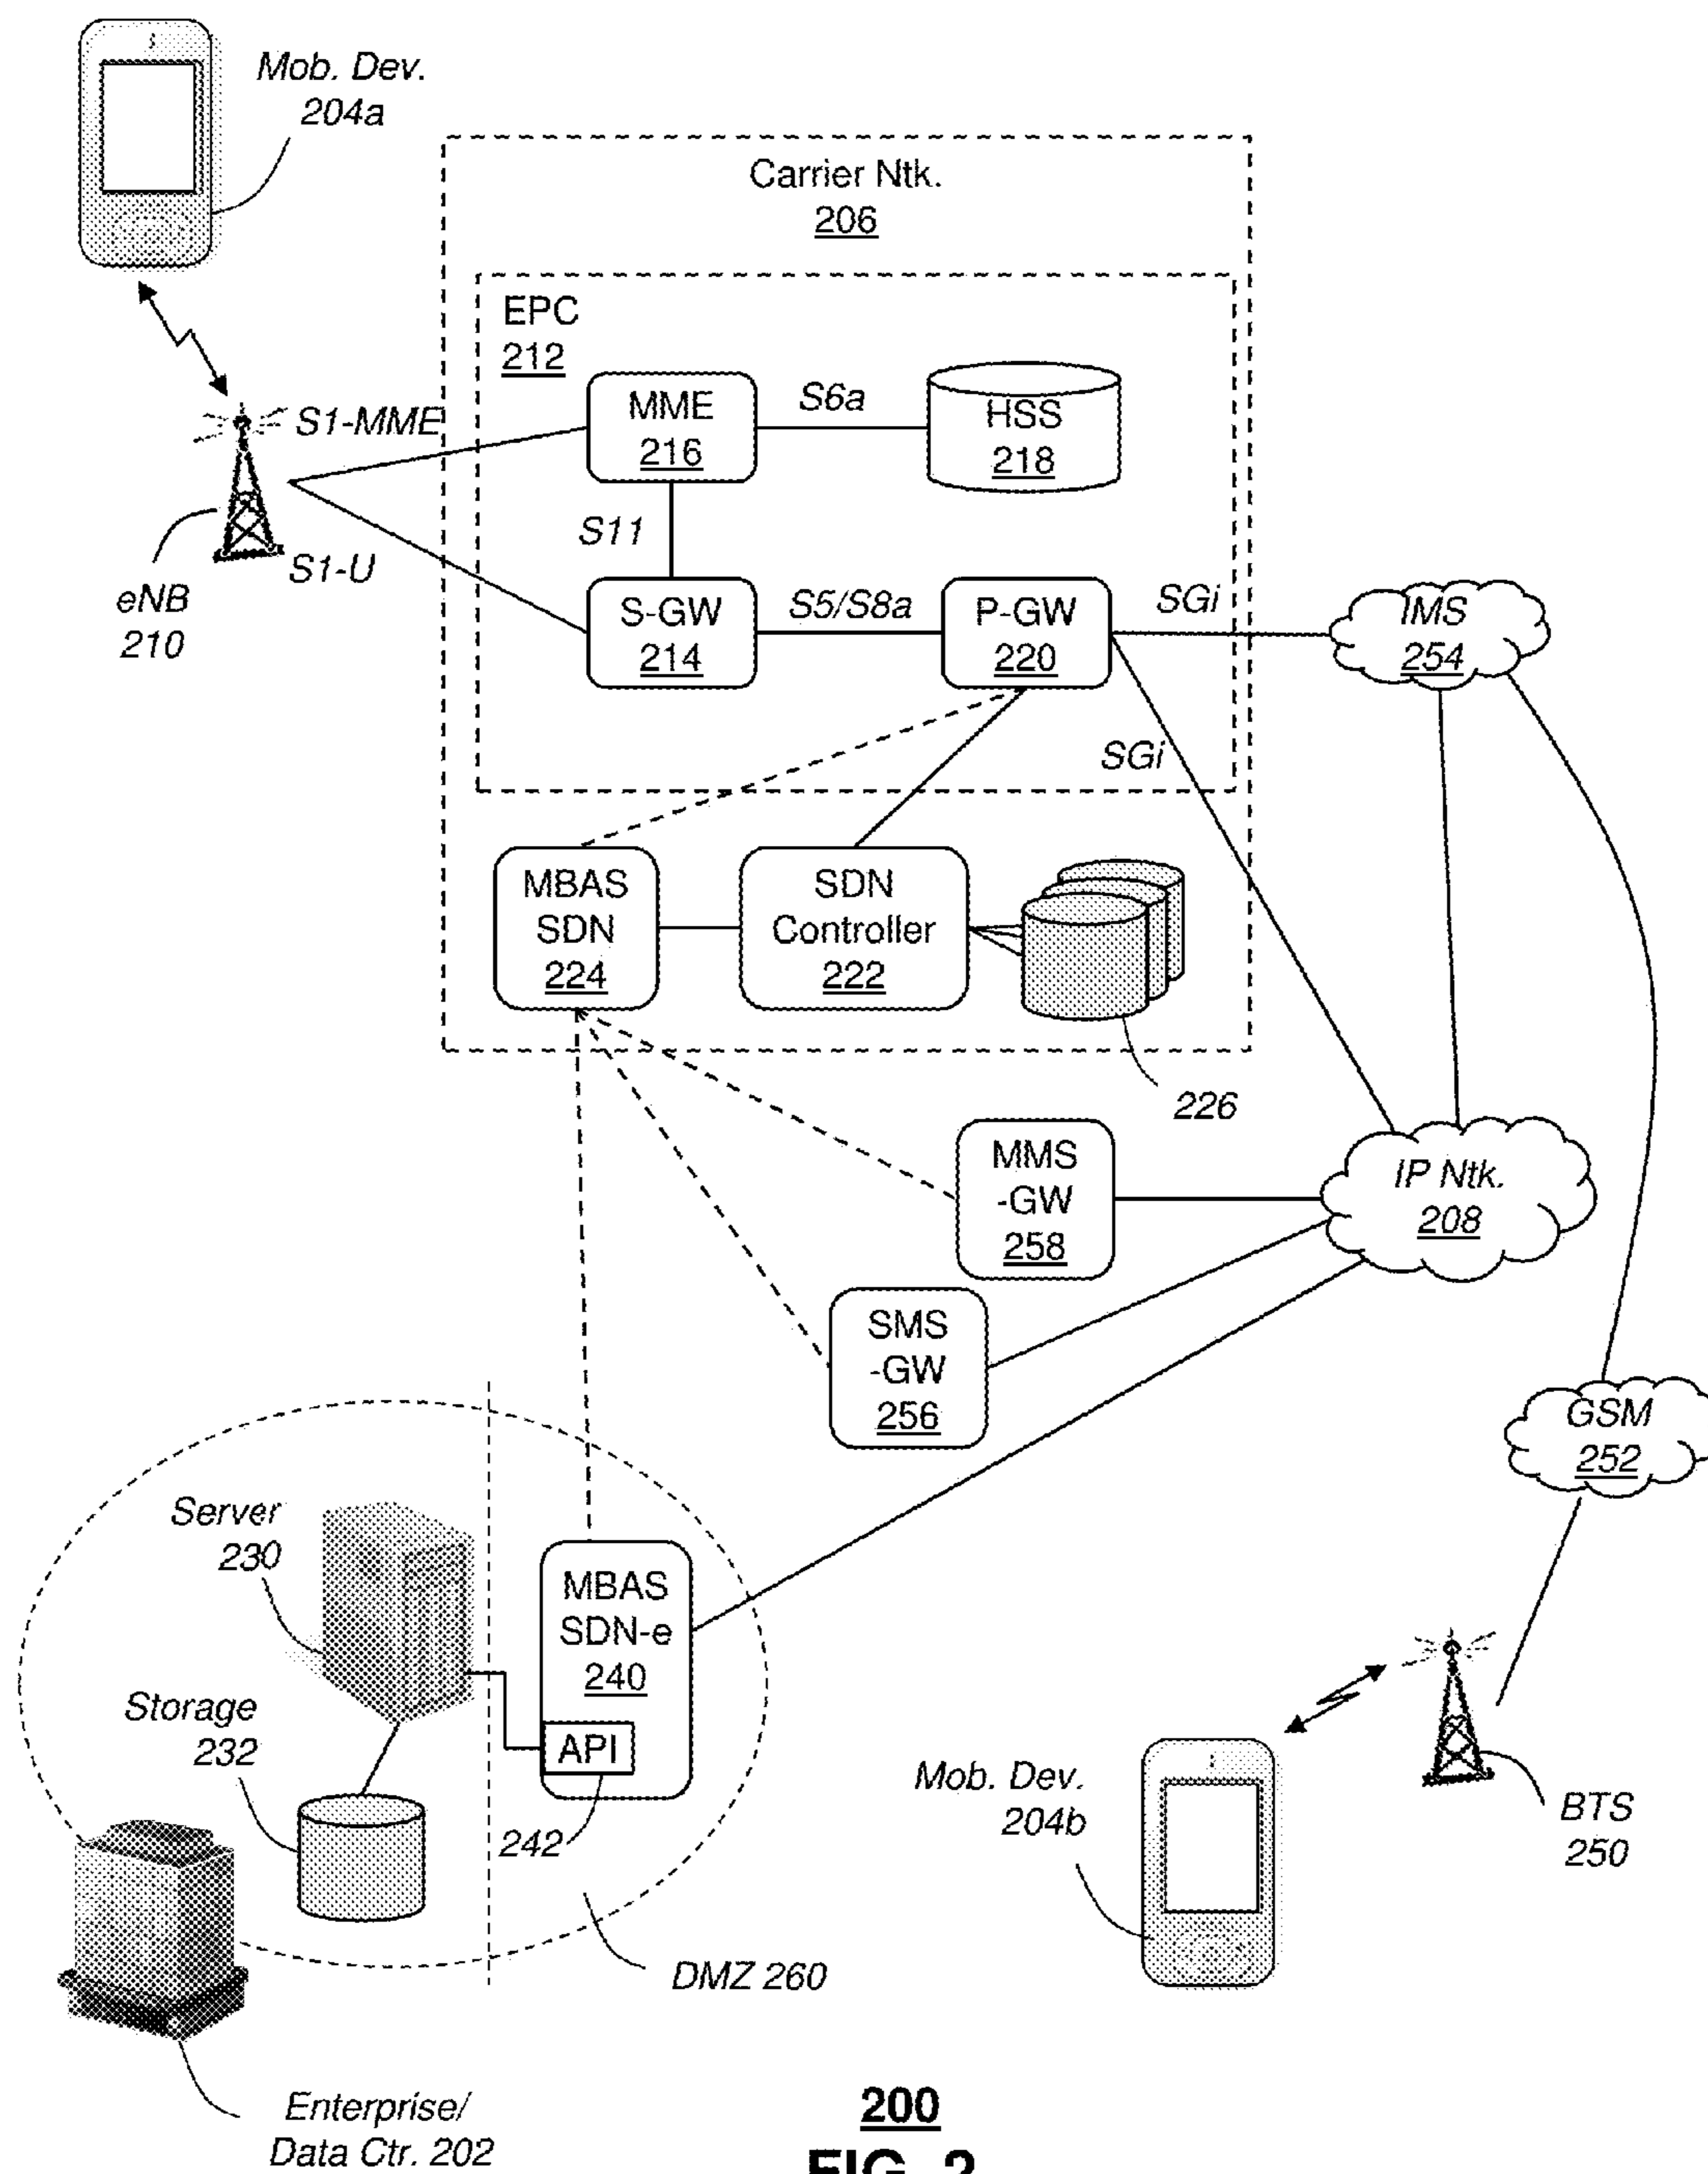 Mob. Dev.
204a
Carrier Ntk.
206
EPC
212
MME
216
S6a
HSS
218
S1-MME
S11
S1-U
eNB
210
S-GW
214
S5/S8a
P-GW
220
SGi
IMS
254
SGi
MBAS
SDN
224
SDN
Controller
222
226
MMS
-GW
258
IP Ntk.
208
SMS
-GW
256
GSM
252
Server
230
MBAS
SDN-e
240
Storage
232
API
242
Mob. Dev.
204b
BTS
250
DMZ 260
Enterprise/
Data Ctr. 202
200
FIG. 2